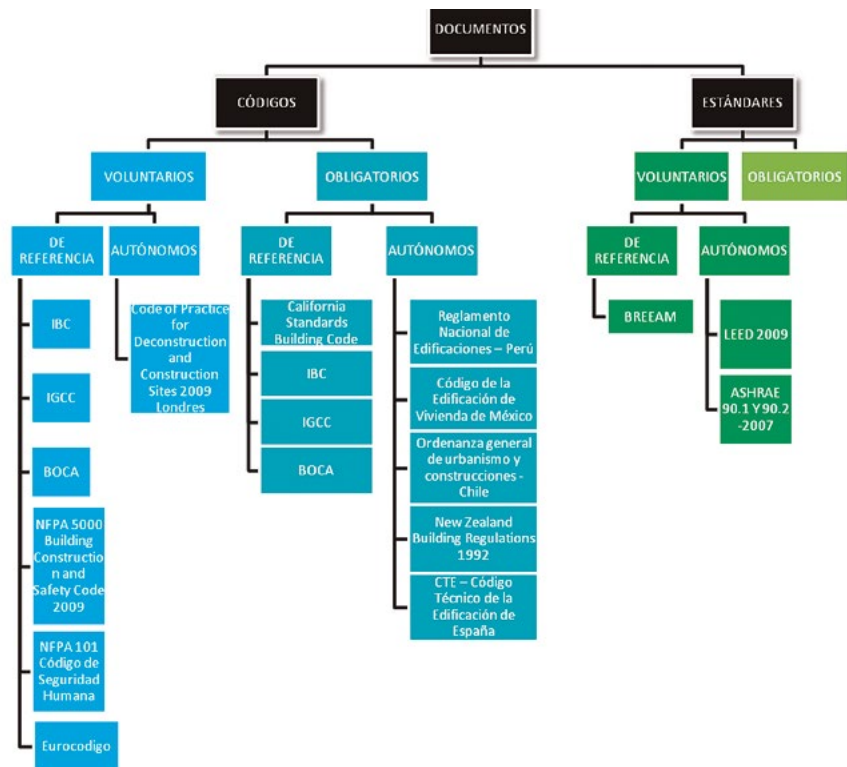 DOCUMENTOS
CÓDIGOS
ESTÁNDARES
VOLUNTARIOS
OBLIGATORIOS
VOLUNTARIOS
OBLIGATORIOS
DE
REFERENCIA
AUTÓNOMOS
DE
REFERENCIA
AUTÓNOMOS
DE
REFERENCIA
AUTÓNOMOS
IBC
IGCC
BOCA
NFPA 5000
Building
Constructio
n and
Safety Code
2009
NFPA 101
Código de
Seguridad
Humana
Eurocodigo
Code of Practice
for
Deconstruction
and
Construction
Sites 2009
Londres
California
Standards
Building Code
IBC
IGCC
BOCA
Reglamento
Nacional de
Edificaciones – Perú
Código de la
Edificación de
Vivienda de México
Ordenanza general
de urbanismo y
construcciones -
Chile
New Zealand
Building Regulations
1992
CTE – Código
Técnico de la
Edificación de
España
BREEAM
LEED 2009
ASHRAE
90.1 Y 90.2
-2007